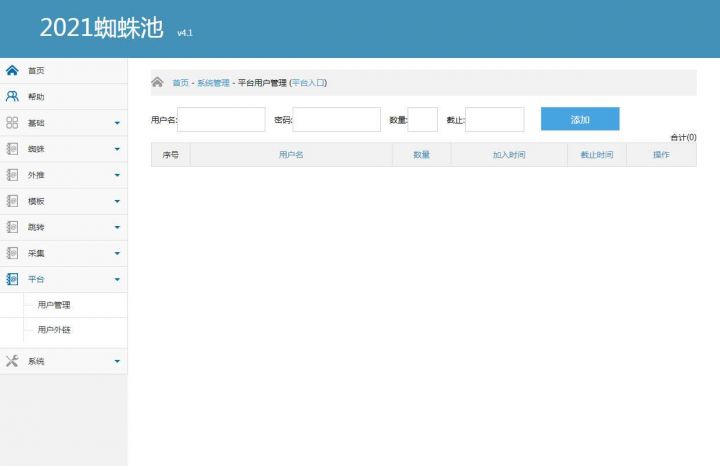 2021蜘蛛池 v4.1
首页
帮助
基础
蜘蛛
外推
模板
跳转
采集
平台
用户管理
用户外链
系统
首页 - 系统管理 - 平台用户管理 (平台入口)
用户名: 密码: 数量: 截止: 添加
合计(0)
序号 用户名 数量 加入时间 截止时间 操作